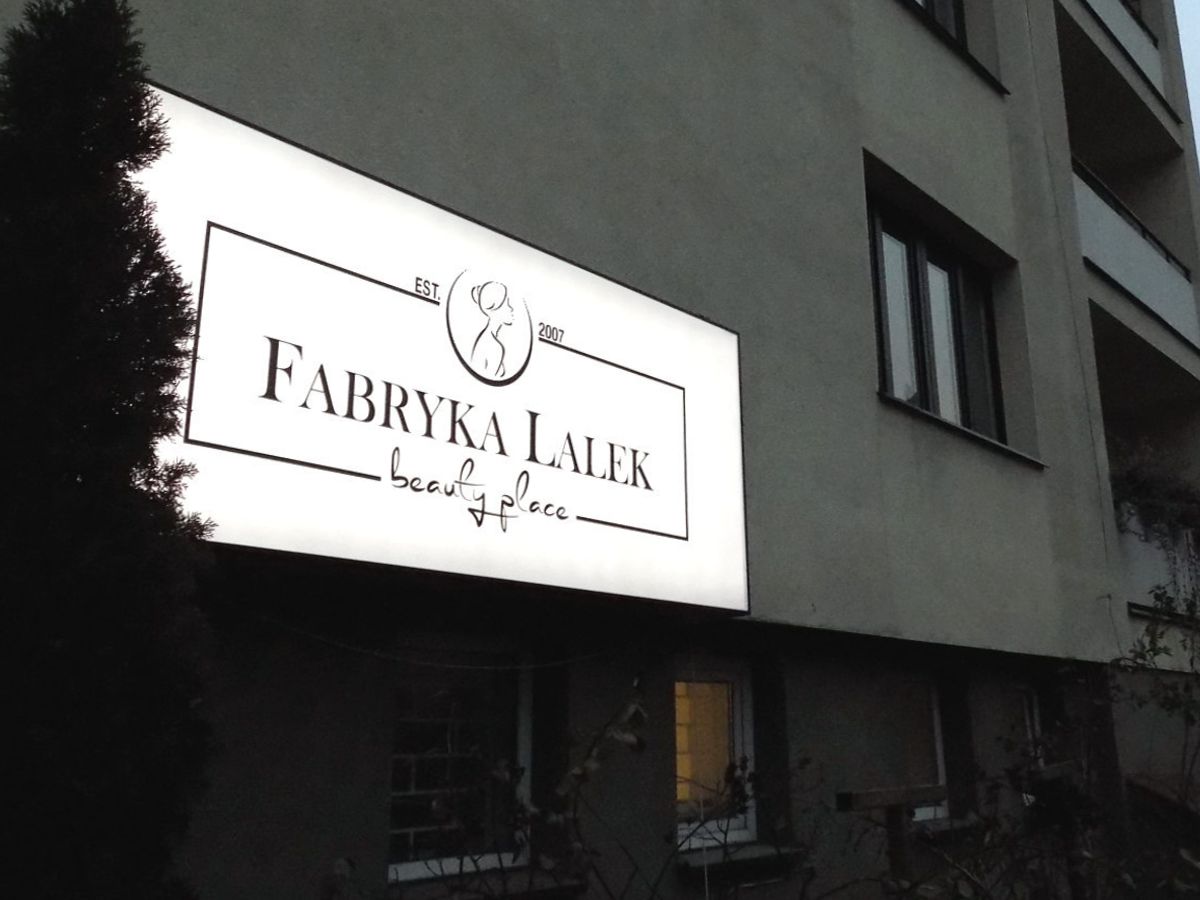 EST. 2007
FABRYKA LALEK
beauty place